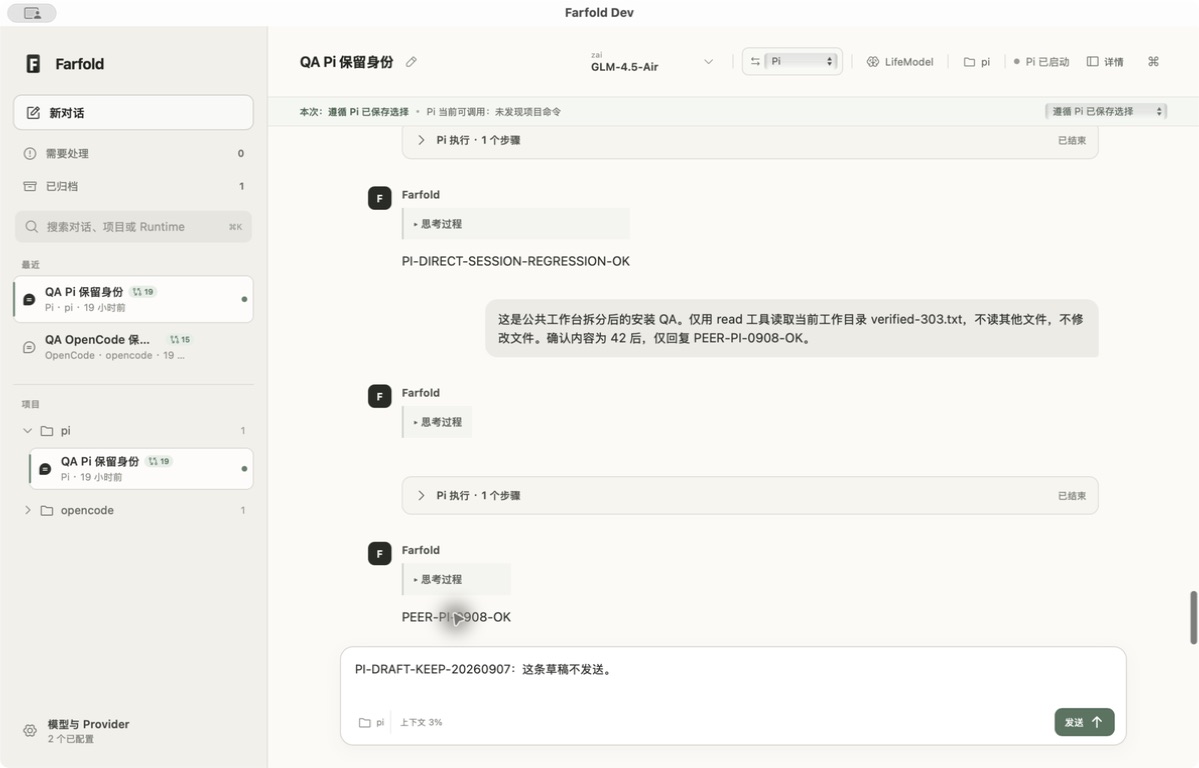 Farfold Dev
Farfold
新对话
需要处理 0
已归档 1
搜索对话、项目或 Runtime ⌘K
最近
QA Pi 保留身份 19
Pi · pi · 19 小时前
QA OpenCode 保... 15
OpenCode · opencode · 19 ...
项目
pi 1
QA Pi 保留身份 19
Pi · 19 小时前
opencode 1
模型与 Provider
2 个已配置
QA Pi 保留身份
zai
GLM-4.5-Air
Pi
LifeModel
pi
Pi 已启动
详情
⌘
本次：遵循 Pi 已保存选择 · Pi 当前可调用：未发现项目命令
遵循 Pi 已保存选择
Pi 执行 · 1 个步骤 已结束
F Farfold
思考过程
PI-DIRECT-SESSION-REGRESSION-OK
这是公共工作台拆分后的安装 QA。仅用 read 工具读取当前工作目录 verified-303.txt，不读其他文件，不修
改文件。确认内容为 42 后，仅回复 PEER-PI-0908-OK。
F Farfold
思考过程
Pi 执行 · 1 个步骤 已结束
F Farfold
思考过程
PEER-PI-0908-OK
PI-DRAFT-KEEP-20260907：这条草稿不发送。
pi 上下文 3%
发送